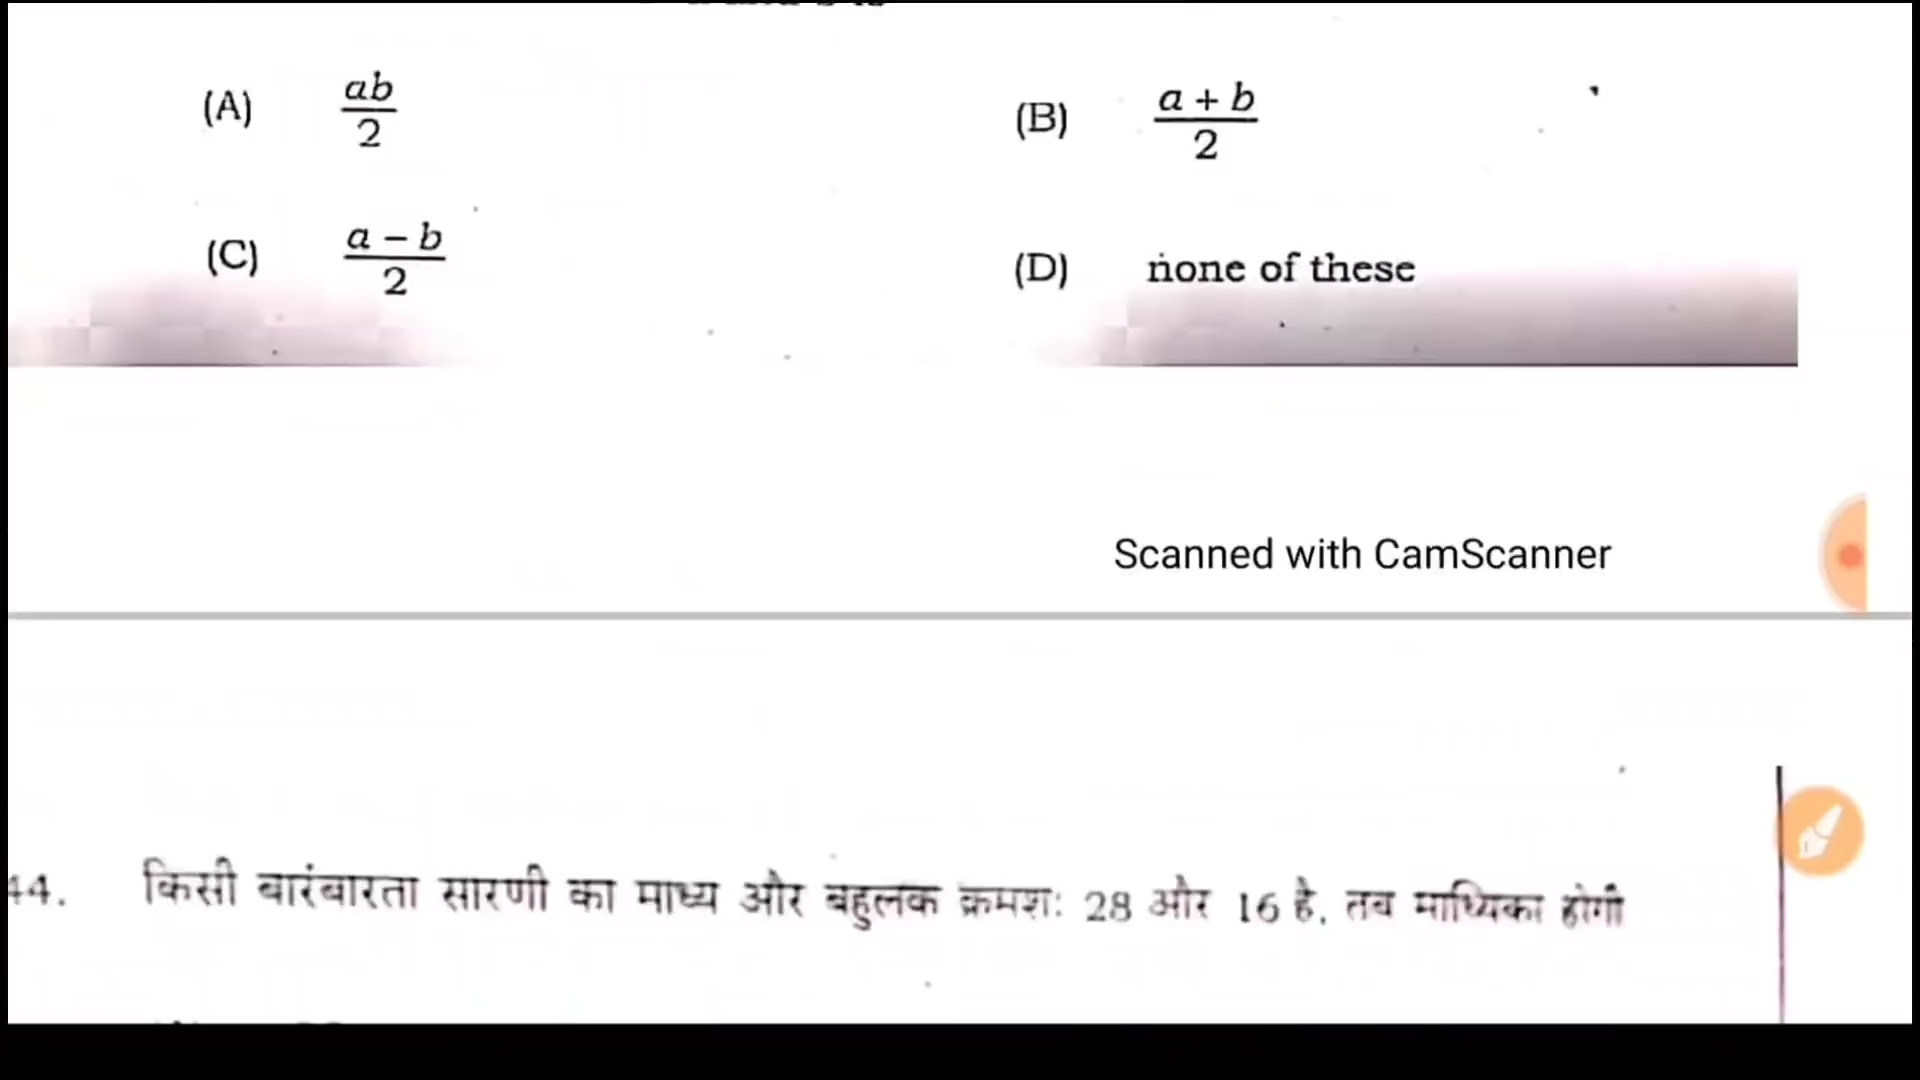 (A) ab/2 (B) a + b/2
(C) a – b/2 (D) none of these
Scanned with CamScanner
44. किसी बारंबारता सारणी का माध्य और बहुलक क्रमशः 28 और 16 है, तब माध्यिका होगी